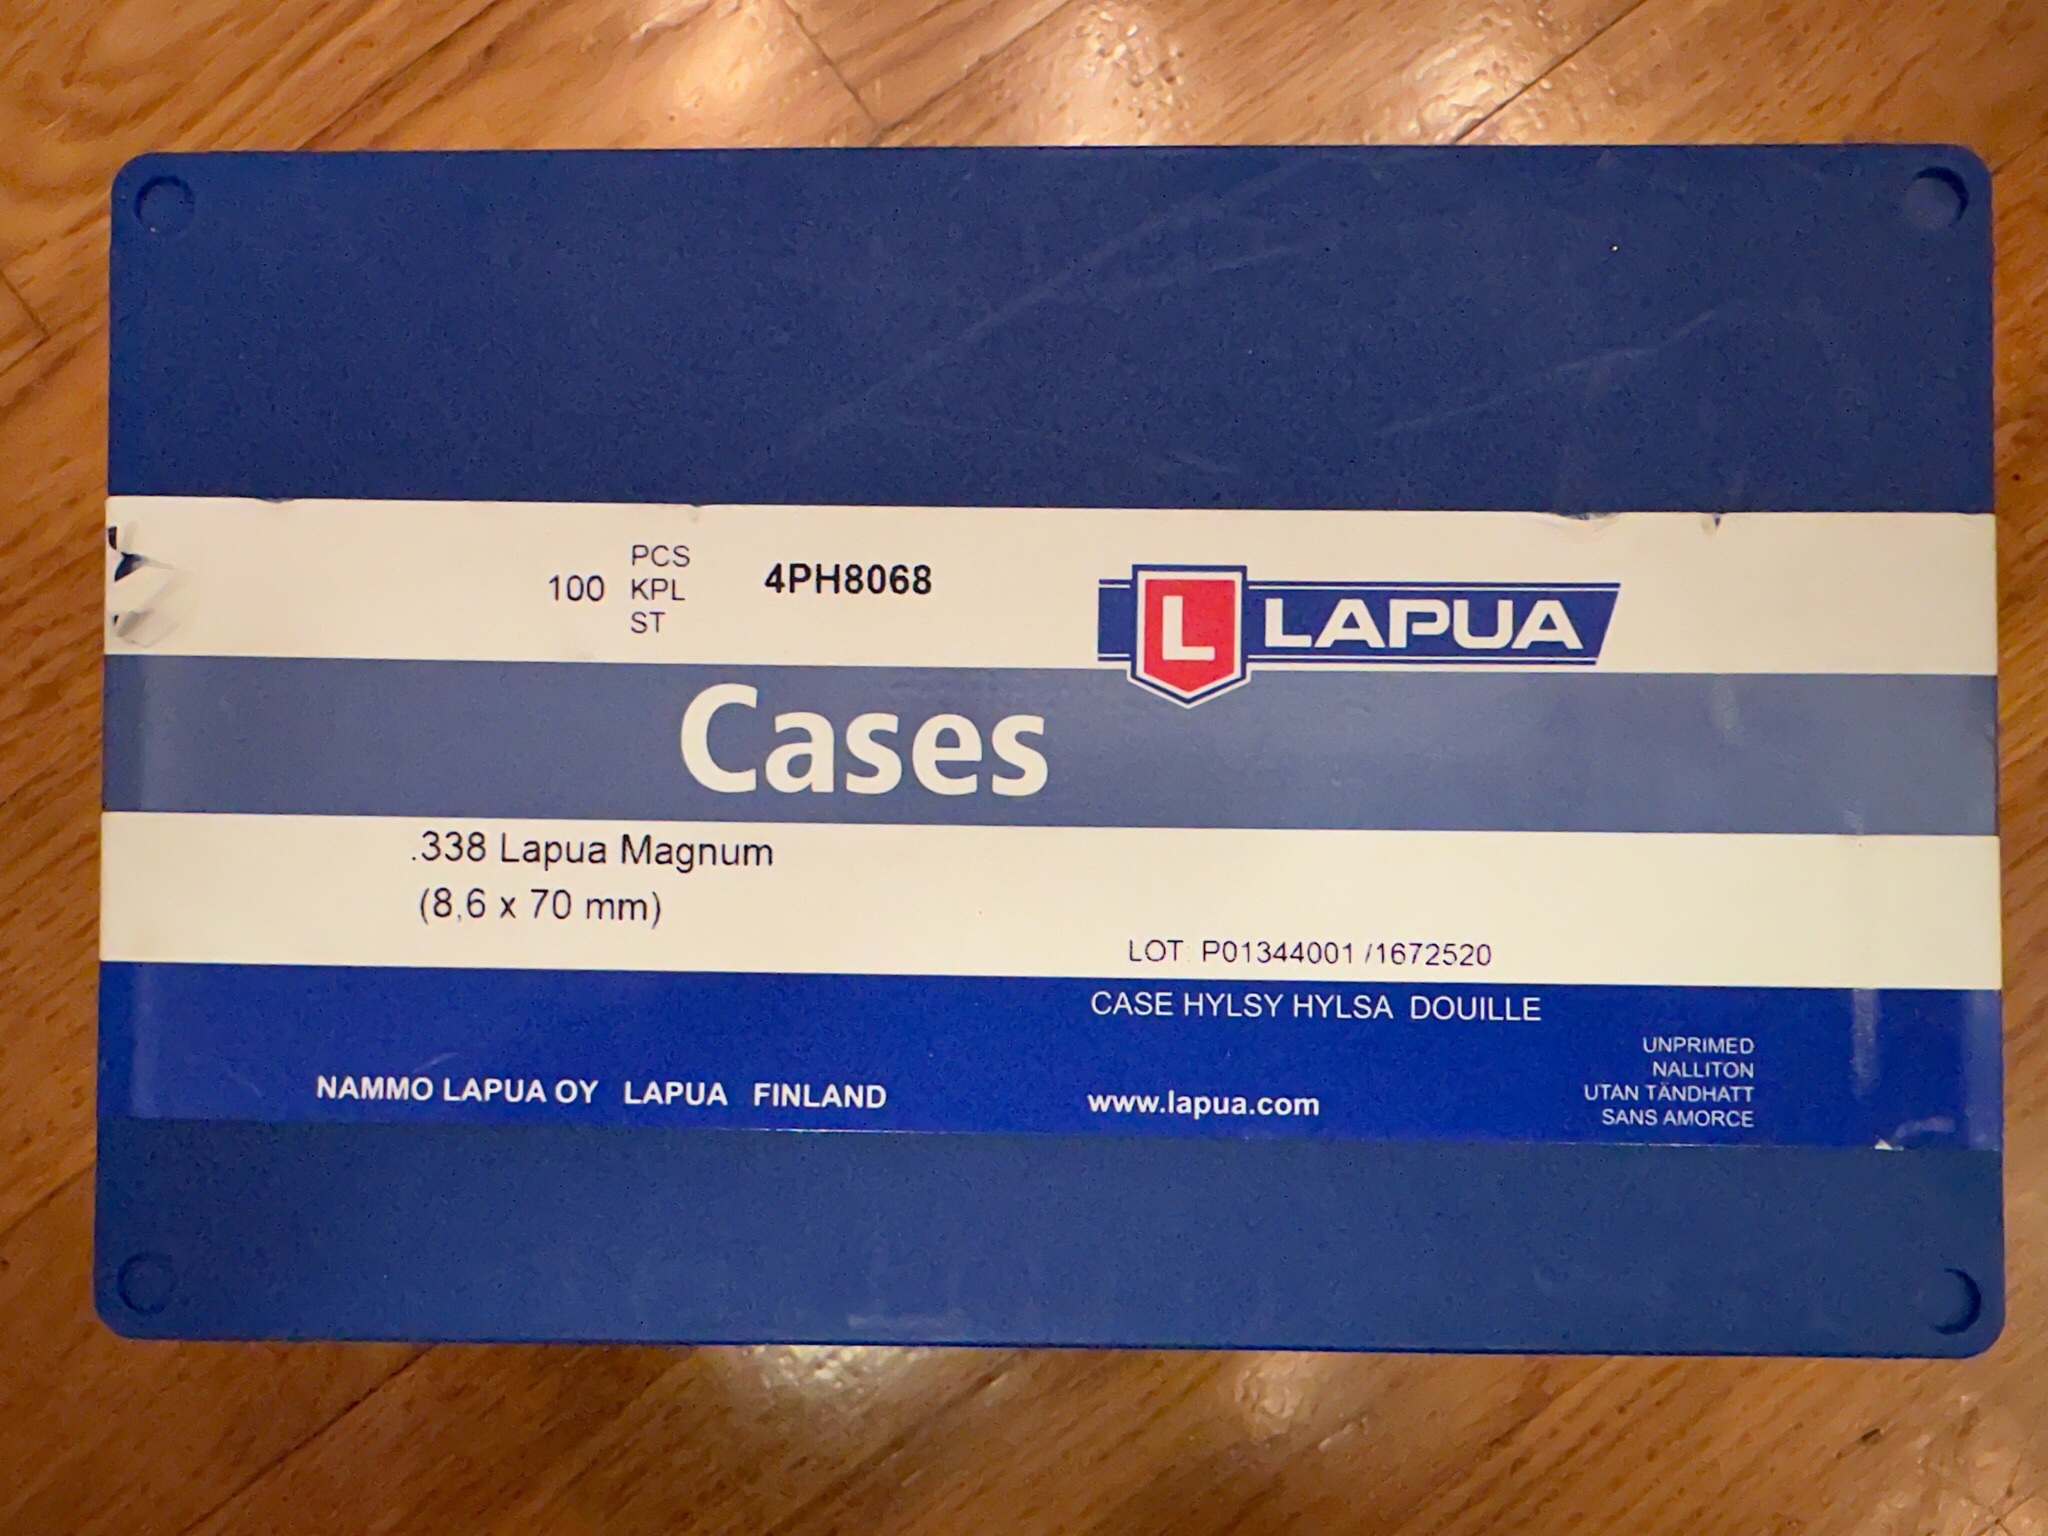 PCS
100 KPL
ST
4PH8068
L LAPUA
Cases
.338 Lapua Magnum
(8,6 x 70 mm)
LOT: P01344001 /1672520
CASE HYLSY HYLSA DOUILLE
UNPRIMED
NALLITON
UTAN TÄNDHATT
SANS AMORCE
NAMMO LAPUA OY LAPUA FINLAND
www.lapua.com